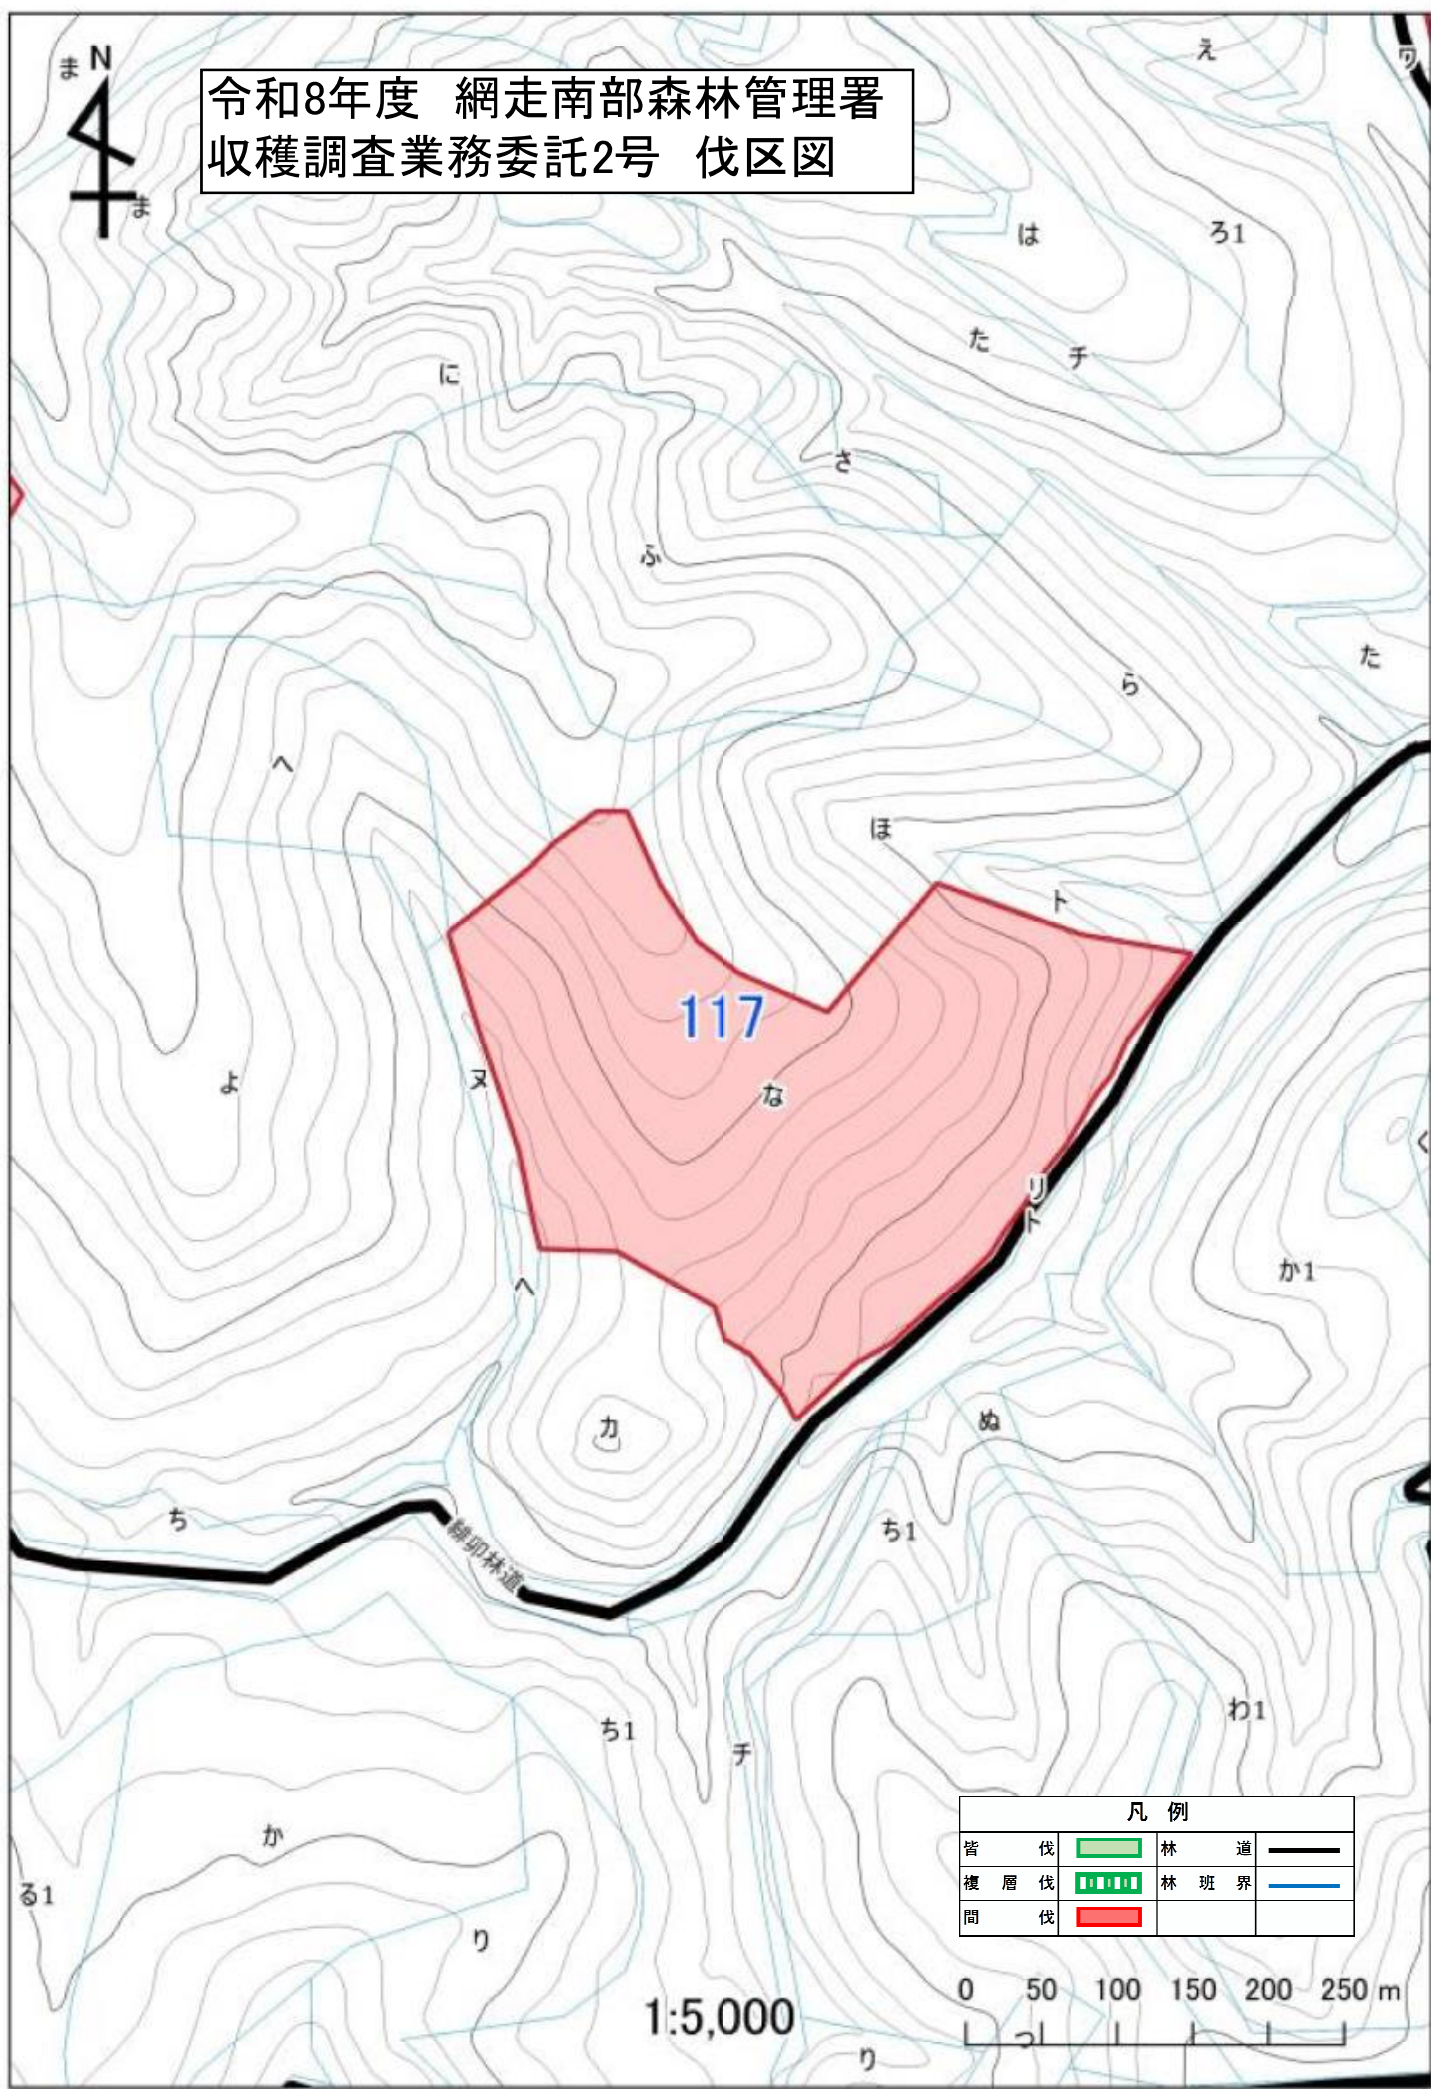 令和8年度　網走南部森林管理署
収穫調査業務委託2号　伐区図
N
ま
ま
え
ワ
は
ろ1
た
チ
に
さ
ふ
た
ら
へ
ほ
ト
117
ヌ
よ
な
く
リ
ト
か1
へ
カ
ぬ
ち
緋卯林道
ち1
わ1
ち1
チ
か
る1
り
凡　例
皆　伐　林　道
複　層　伐　林　班　界
間　伐
0 50 100 150 200 250 m
1:5,000
つ
り